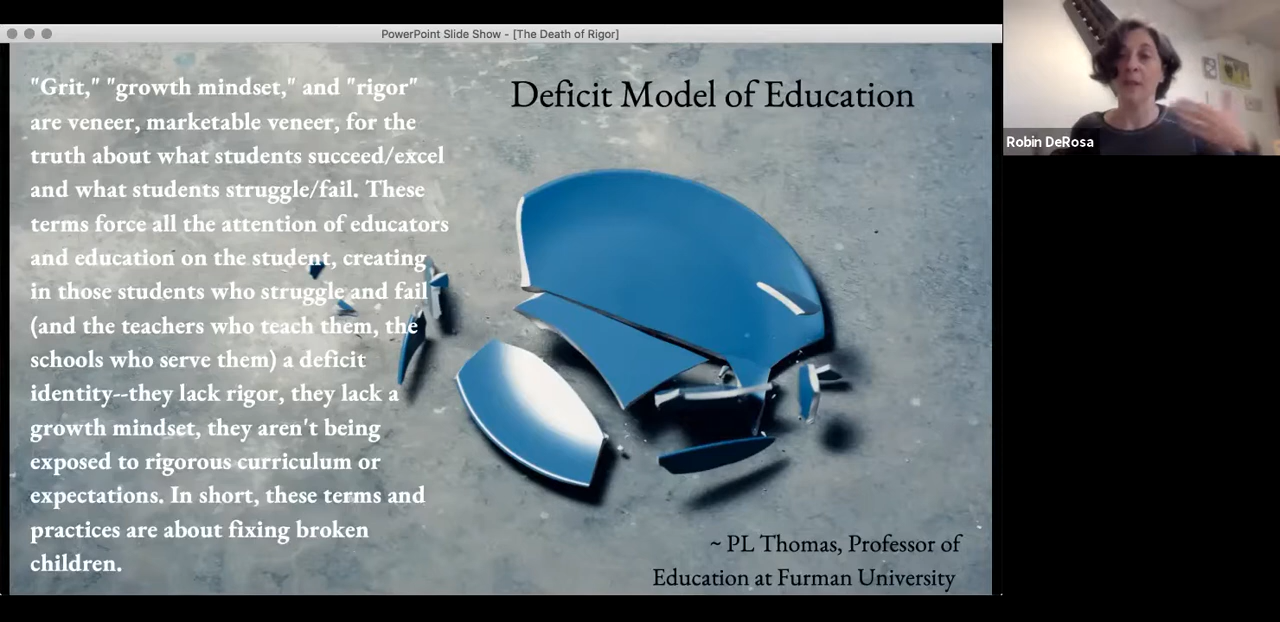 PowerPoint Slide Show - [The Death of Rigor]
"Grit," "growth mindset," and "rigor"
are veneer, marketable veneer, for the
truth about what students succeed/excel
and what students struggle/fail. These
terms force all the attention of educators
and education on the student, creating
in those students who struggle and fail
(and the teachers who teach them, the
schools who serve them) a deficit
identity--they lack rigor, they lack a
growth mindset, they aren't being
exposed to rigorous curriculum or
expectations. In short, these terms and
practices are about fixing broken
children.
Deficit Model of Education
~ PL Thomas, Professor of
Education at Furman University
Robin DeRosa